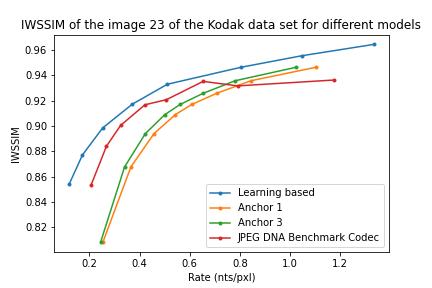 IWSSIM of the image 23 of the Kodak data set for different models
0.96
0.94
0.92
0.90
0.88
0.86
0.84
0.82
IWSSIM
Learning based
Anchor 1
Anchor 3
JPEG DNA Benchmark Codec
0.2 0.4 0.6 0.8 1.0 1.2
Rate (nts/pxl)